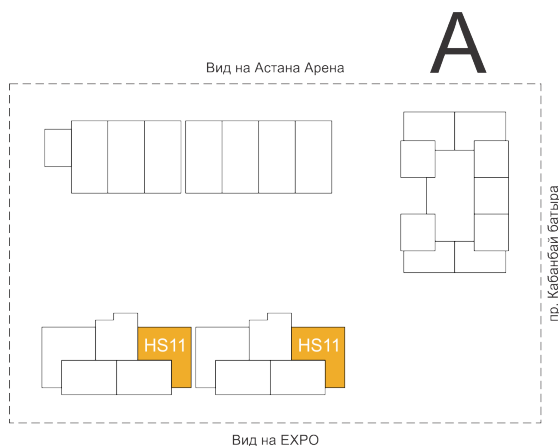 А
Вид на Астана Арена
пр. Кабанбай батыра
HS11
HS11
Вид на EXPO